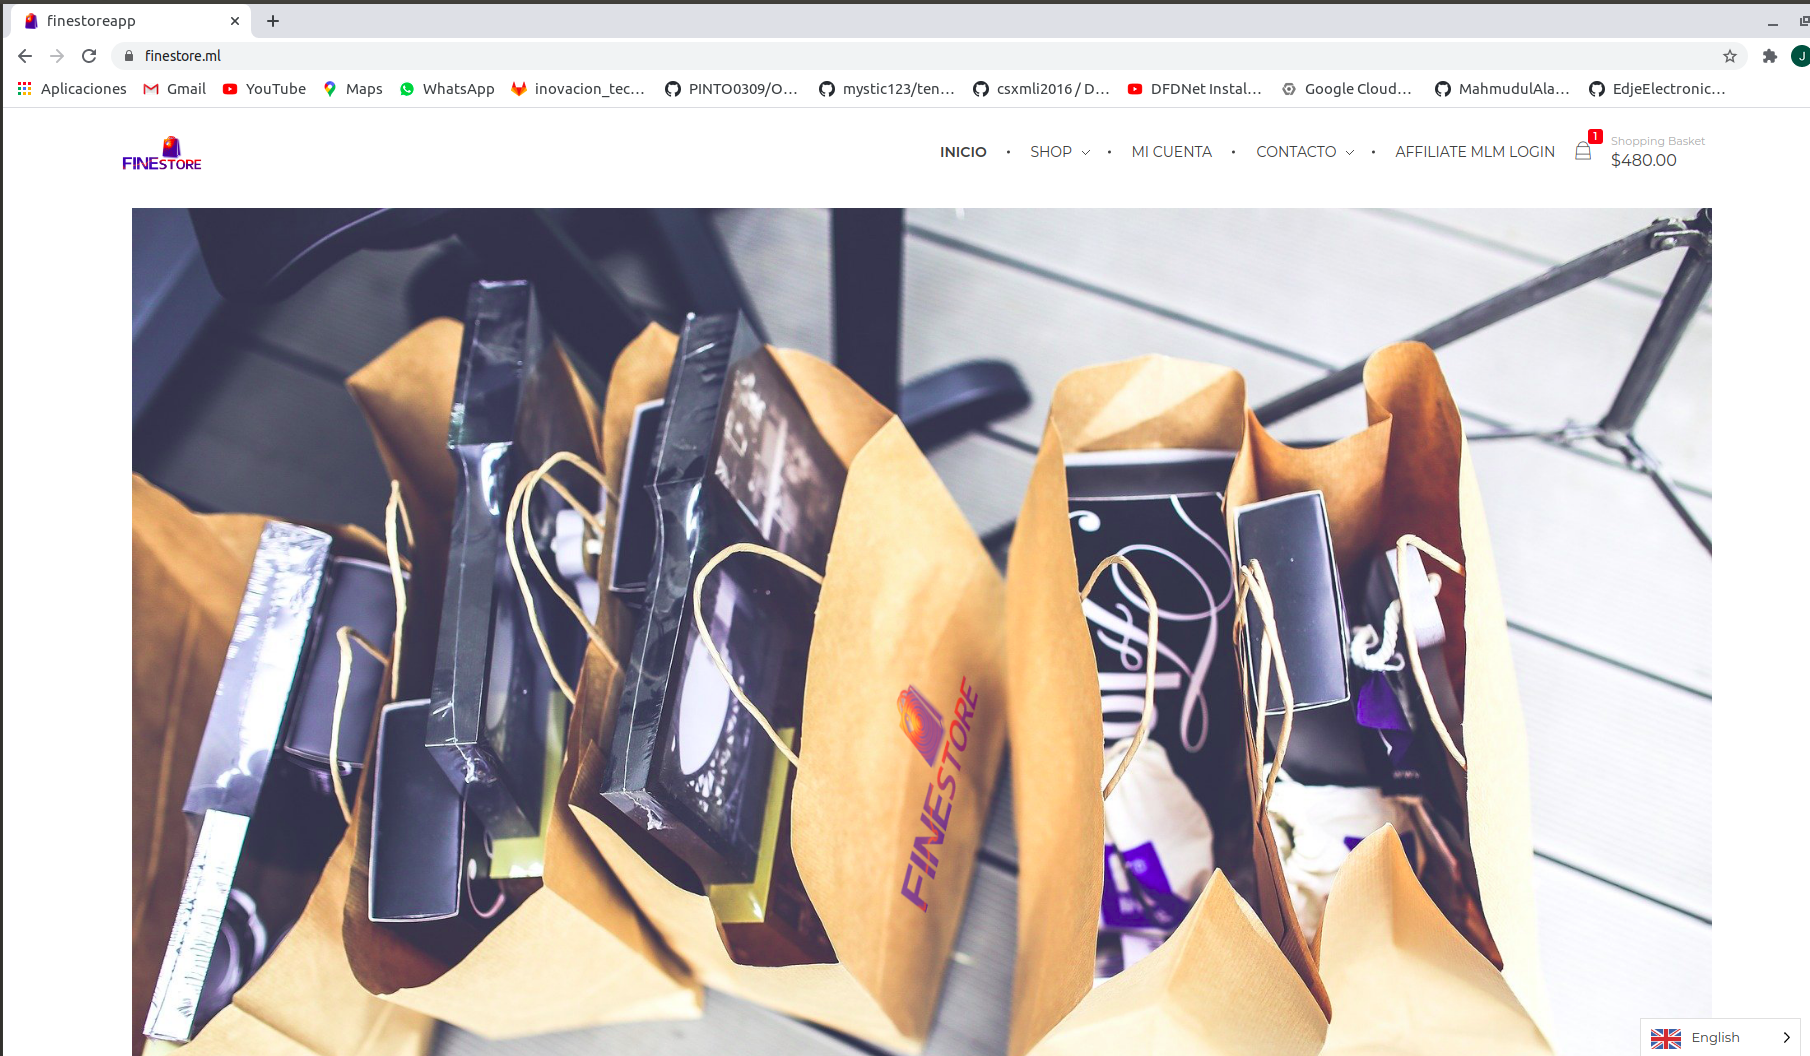 finestoreapp
finestore.ml
Aplicaciones
Gmail
YouTube
Maps
WhatsApp
inovacion_tec...
PINTO0309/O...
mystic123/ten...
csxmli2016 / D...
DFDNet Instal...
Google Cloud...
MahmudulAla...
EdjeElectronic...
J
FINESTORE
INICIO
SHOP
MI CUENTA
CONTACTO
AFFILIATE MLM LOGIN
1
Shopping Basket
$480.00
FINESTORE
English